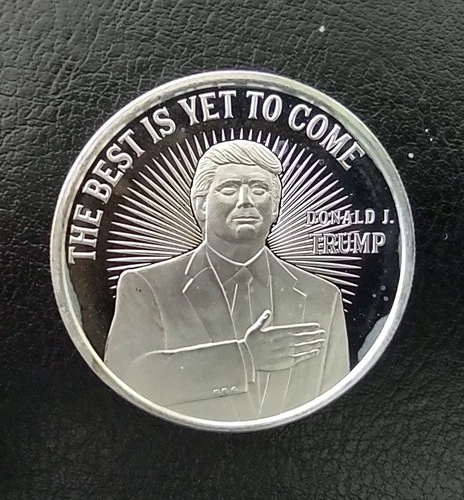 THE BEST IS YET TO COME
DONALD J.
TRUMP